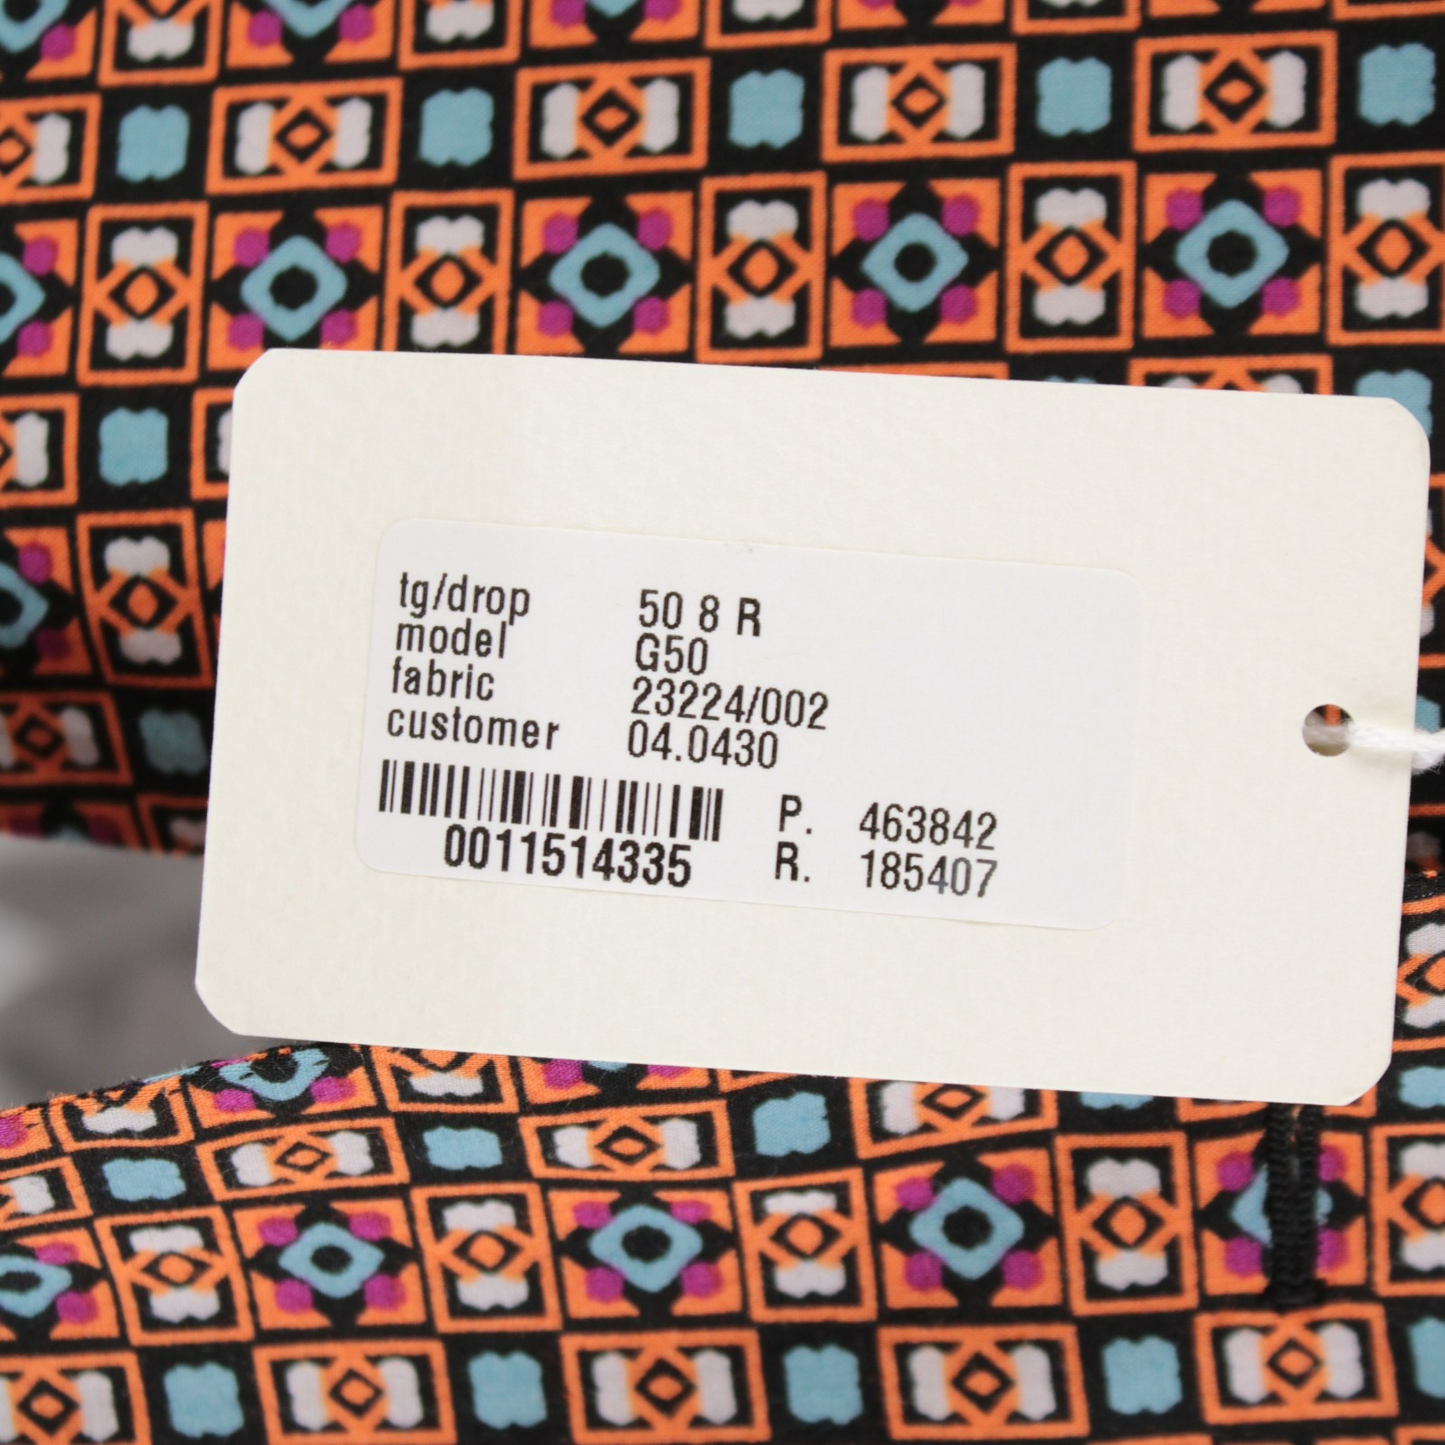 tg/drop 50 8 R
model G50
fabric 23224/002
customer 04.0430
P. 463842
0011514335 R. 185407